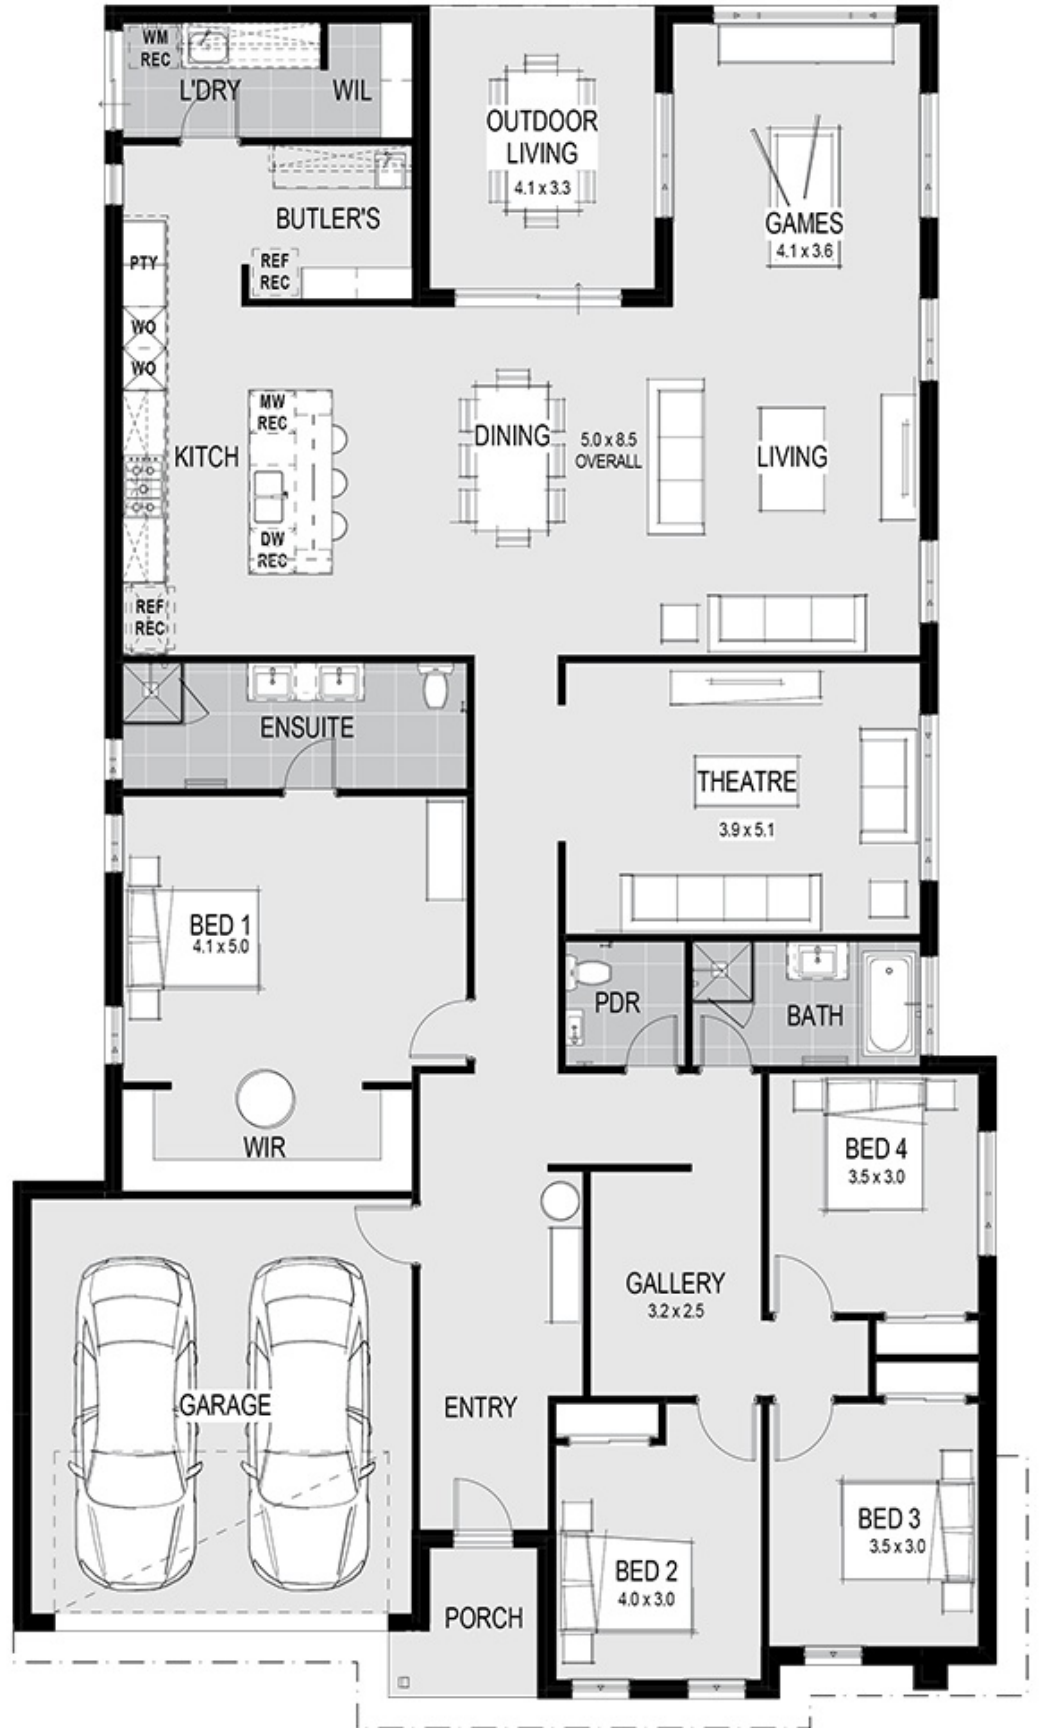 WM
REC
L'DRY
WIL
OUTDOOR
LIVING
4.1 x 3.3
GAMES
4.1 x 3.6
BUTLER'S
REF
REC
PTY
WO
WO
MW
REC
KITCH
DINING
5.0 x 8.5
OVERALL
LIVING
DW
REC
REF
REC
ENSUITE
THEATRE
3.9 x 5.1
BED 1
4.1 x 5.0
PDR
BATH
WIR
BED 4
3.5 x 3.0
GALLERY
3.2 x 2.5
GARAGE
ENTRY
BED 3
3.5 x 3.0
BED 2
4.0 x 3.0
PORCH